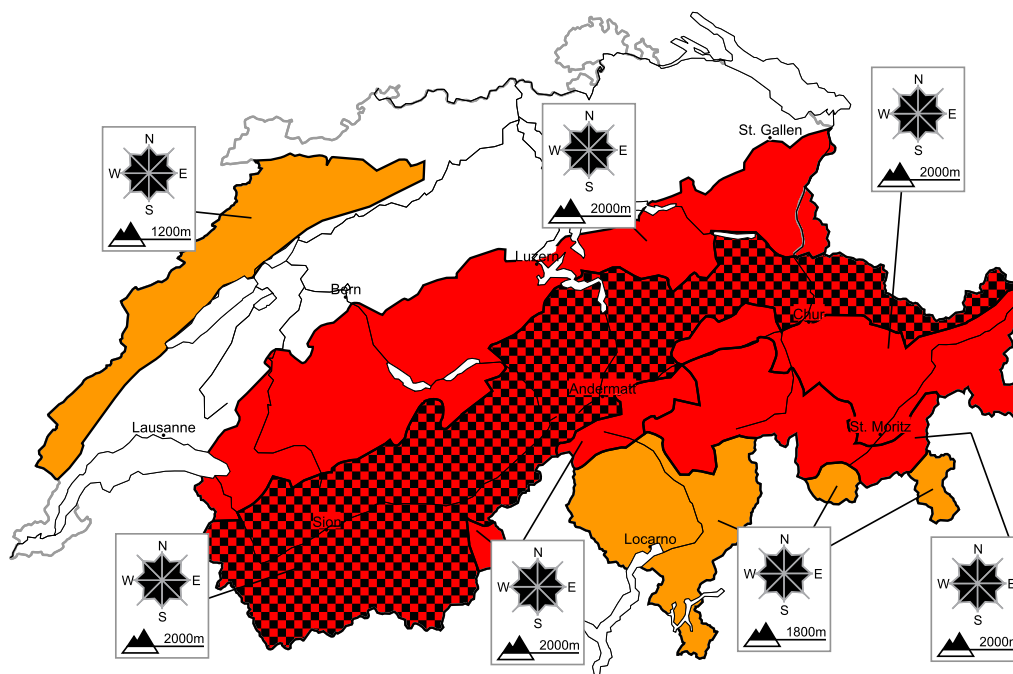 N
W E
S
1200m
N
W E
S
2000m
St. Gallen
N
W E
S
2000m
Luzern
Bern
Chur
Andermatt
Lausanne
St. Moritz
Sion
Locarno
N
W E
S
2000m
N
W E
S
2000m
N
W E
S
1800m
N
W E
S
2000m